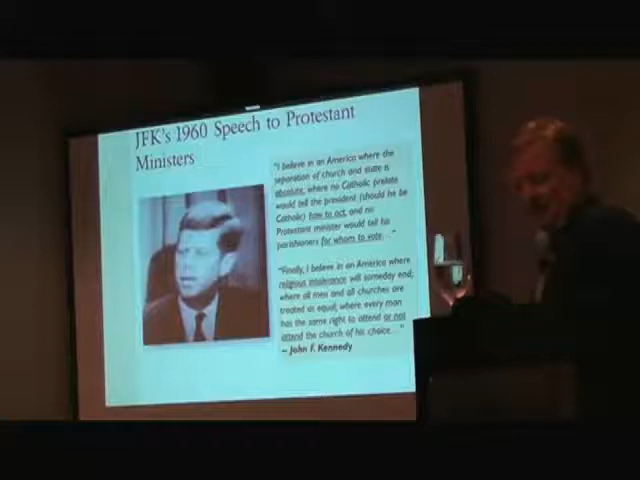 JFK's 1960 Speech to Protestant
Ministers
"I believe in an America where the
separation of church and state is
absolute, where no Catholic prelate
would tell the president (should he be
Catholic) how to act, and no
Protestant minister would tell his
parishioners for whom to vote…"
"Finally, I believe in an America where
religious intolerance will someday end;
where all men and all churches are
treated as equal; where every man
has the same right to attend or not
attend the church of his choice…"
– John F. Kennedy